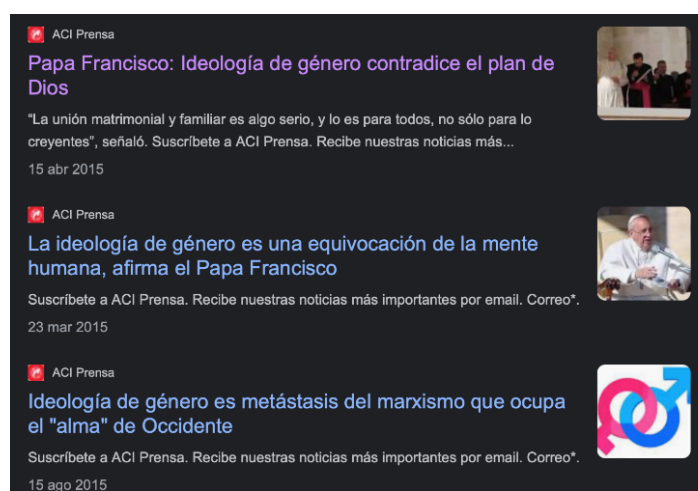 ACI Prensa
Papa Francisco: Ideología de género contradice el plan de
Dios
“La unión matrimonial y familiar es algo serio, y lo es para todos, no sólo para lo
creyentes”, señaló. Suscríbete a ACI Prensa. Recibe nuestras noticias más...
15 abr 2015
ACI Prensa
La ideología de género es una equivocación de la mente
humana, afirma el Papa Francisco
Suscríbete a ACI Prensa. Recibe nuestras noticias más importantes por email. Correo*.
23 mar 2015
ACI Prensa
Ideología de género es metástasis del marxismo que ocupa
el "alma" de Occidente
Suscríbete a ACI Prensa. Recibe nuestras noticias más importantes por email. Correo*.
15 ago 2015